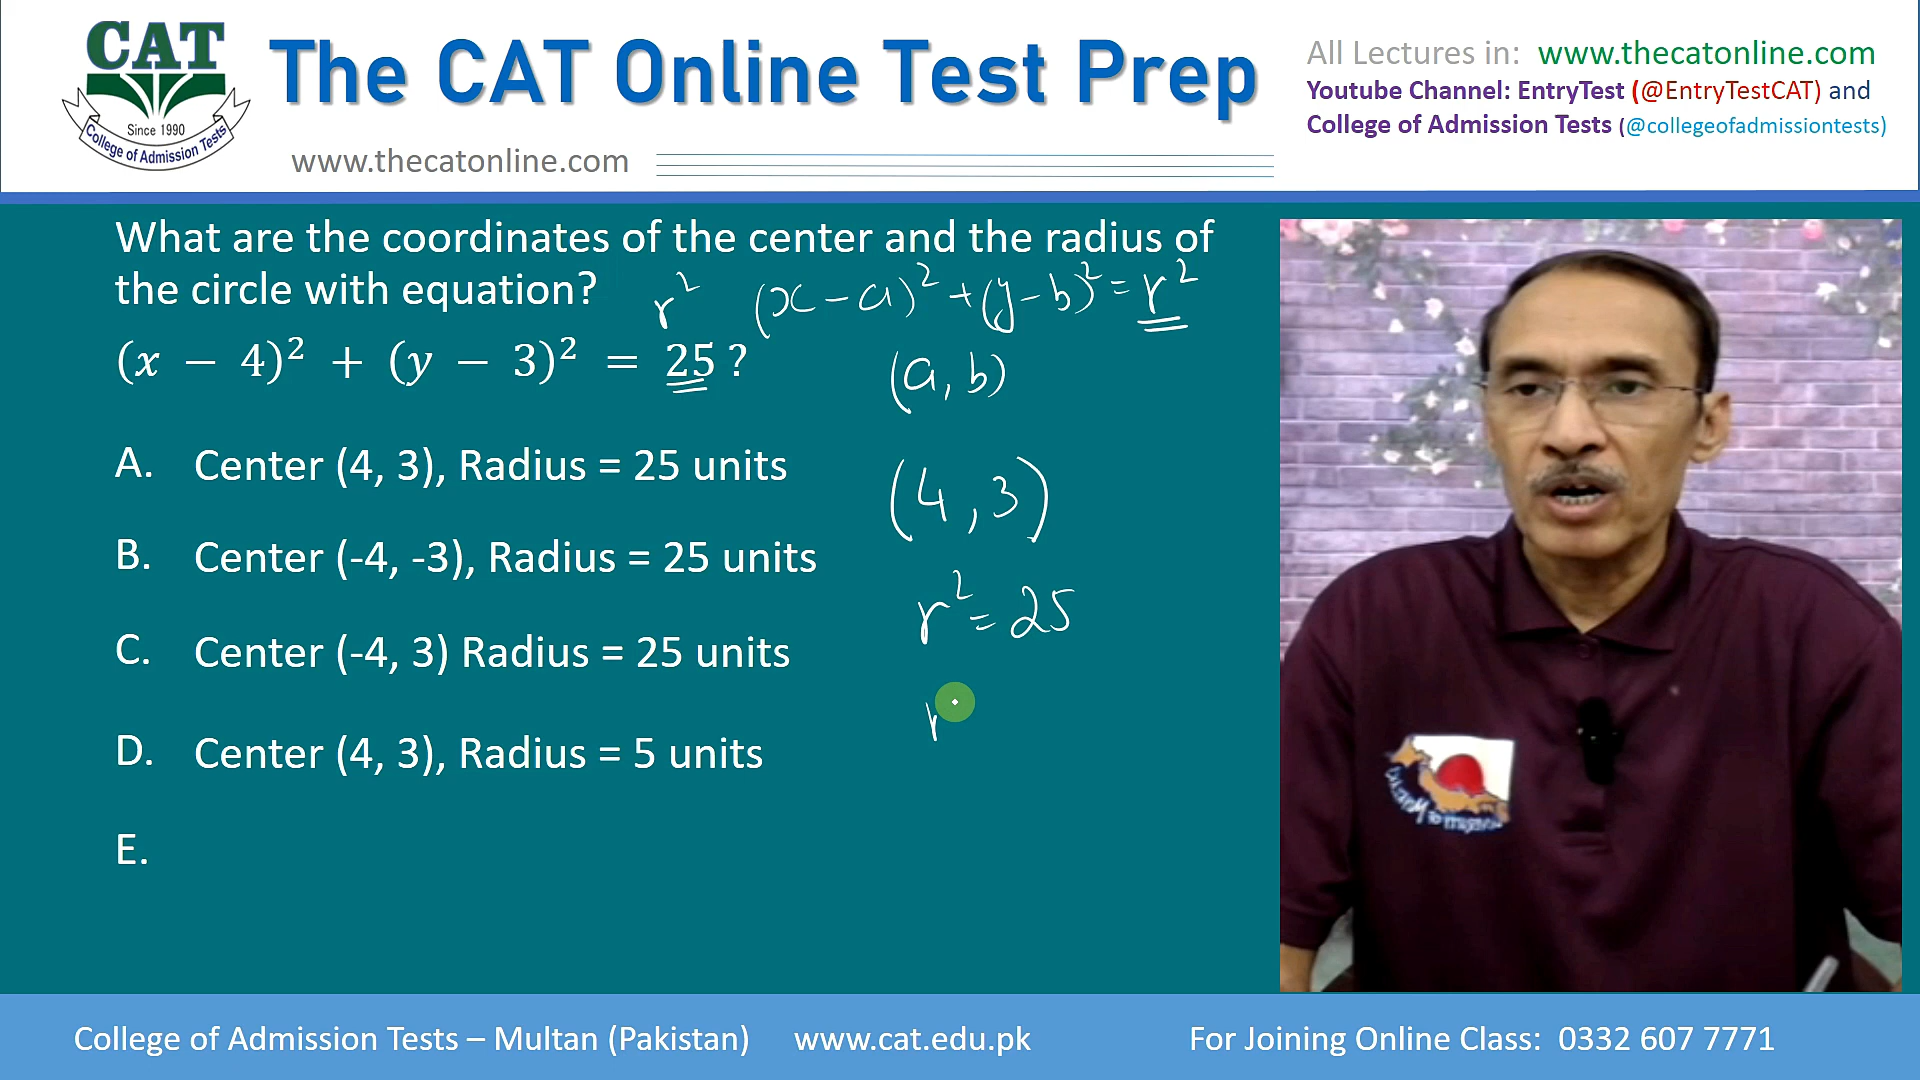 CAT
Since 1990
College of Admission Tests
The CAT Online Test Prep
www.thecatonline.com
All Lectures in: www.thecatonline.com
Youtube Channel: EntryTest (@EntryTestCAT) and
College of Admission Tests (@collegeofadmissiontests)
What are the coordinates of the center and the radius of
the circle with equation?
r² (x - a)² + (y - b)² = r²
(x − 4)² + (y − 3)² = 25 ?
(a, b)
A. Center (4, 3), Radius = 25 units
(4, 3)
B. Center (-4, -3), Radius = 25 units
r² = 25
C. Center (-4, 3) Radius = 25 units
r
D. Center (4, 3), Radius = 5 units
E.
College of Admission Tests – Multan (Pakistan) www.cat.edu.pk For Joining Online Class: 0332 607 7771